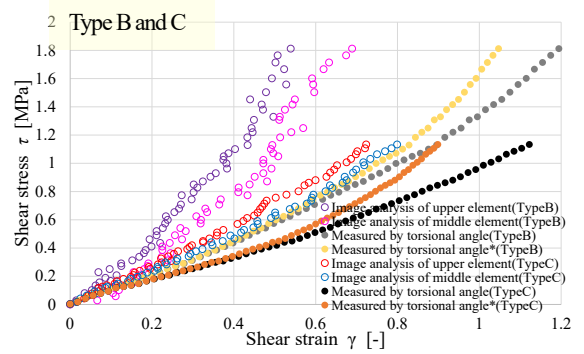 Type B and C
2
1.8
1.6
1.4
1.2
1
0.8
0.6
0.4
0.2
0
Shear stress τ [MPa]
Image analysis of upper element(TypeB)
Image analysis of middle element(TypeB)
Measured by torsional angle(TypeB)
Measured by torsional angle*(TypeB)
Image analysis of upper element(TypeC)
Image analysis of middle element(TypeC)
Measured by torsional angle(TypeC)
Measured by torsional angle*(TypeC)
0 0.2 0.4 0.6 0.8 1 1.2
Shear strain γ [-]